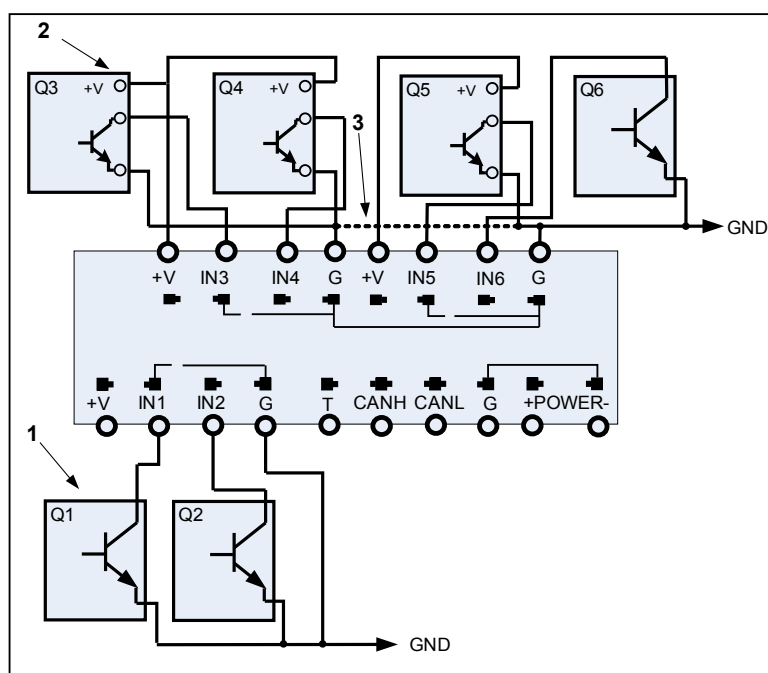 2
Q3 +V
Q4 +V
3
Q5 +V
Q6
GND
+V IN3 IN4 G +V IN5 IN6 G
+V IN1 IN2 G T CANH CANL G +POWER-
1
Q1
Q2
GND